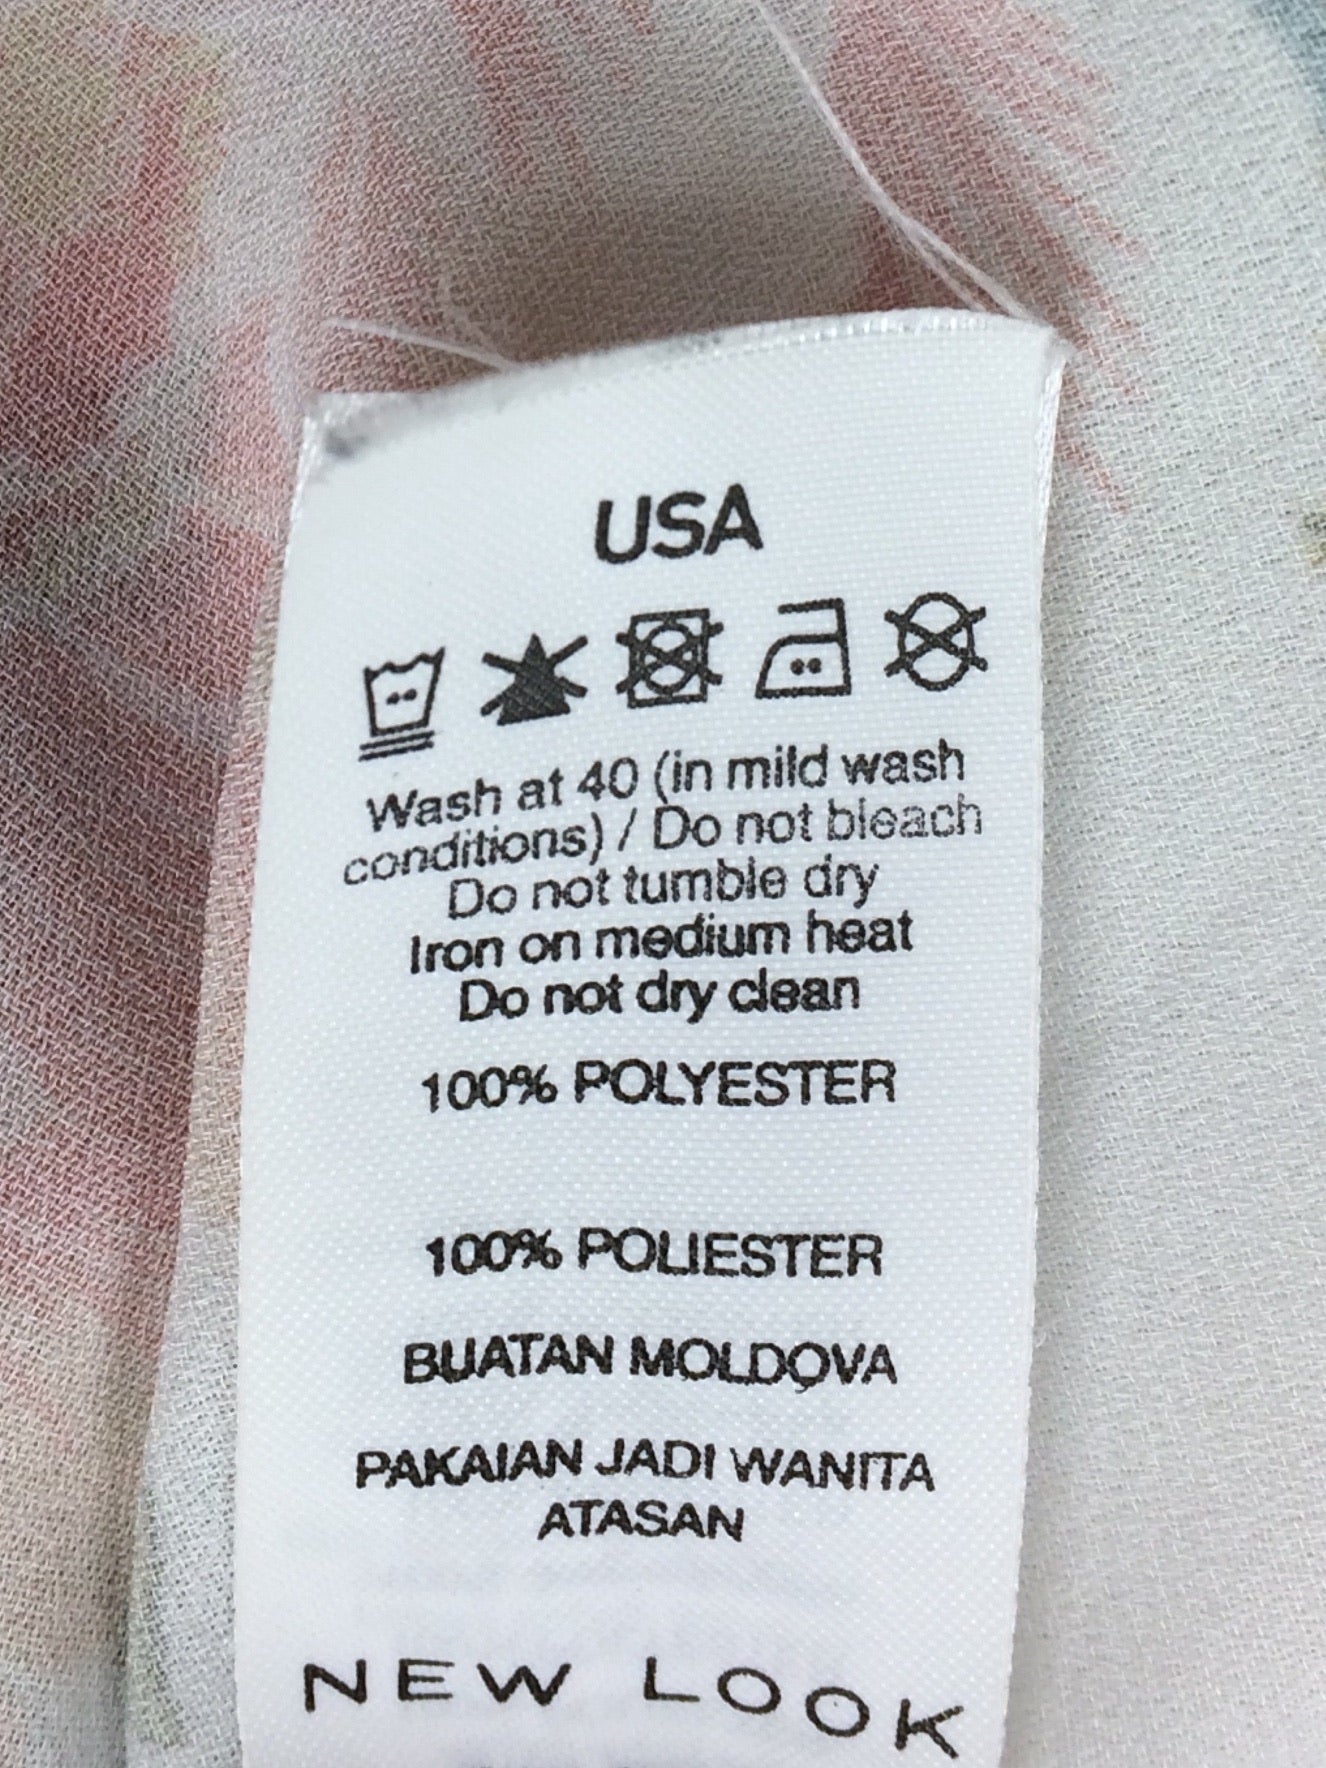 USA
Wash at 40 (in mild wash
conditions) / Do not bleach
Do not tumble dry
Iron on medium heat
Do not dry clean
100% POLYESTER
100% POLIESTER
BUATAN MOLDOVA
PAKAIAN JADI WANITA
ATASAN
NEW LOOK